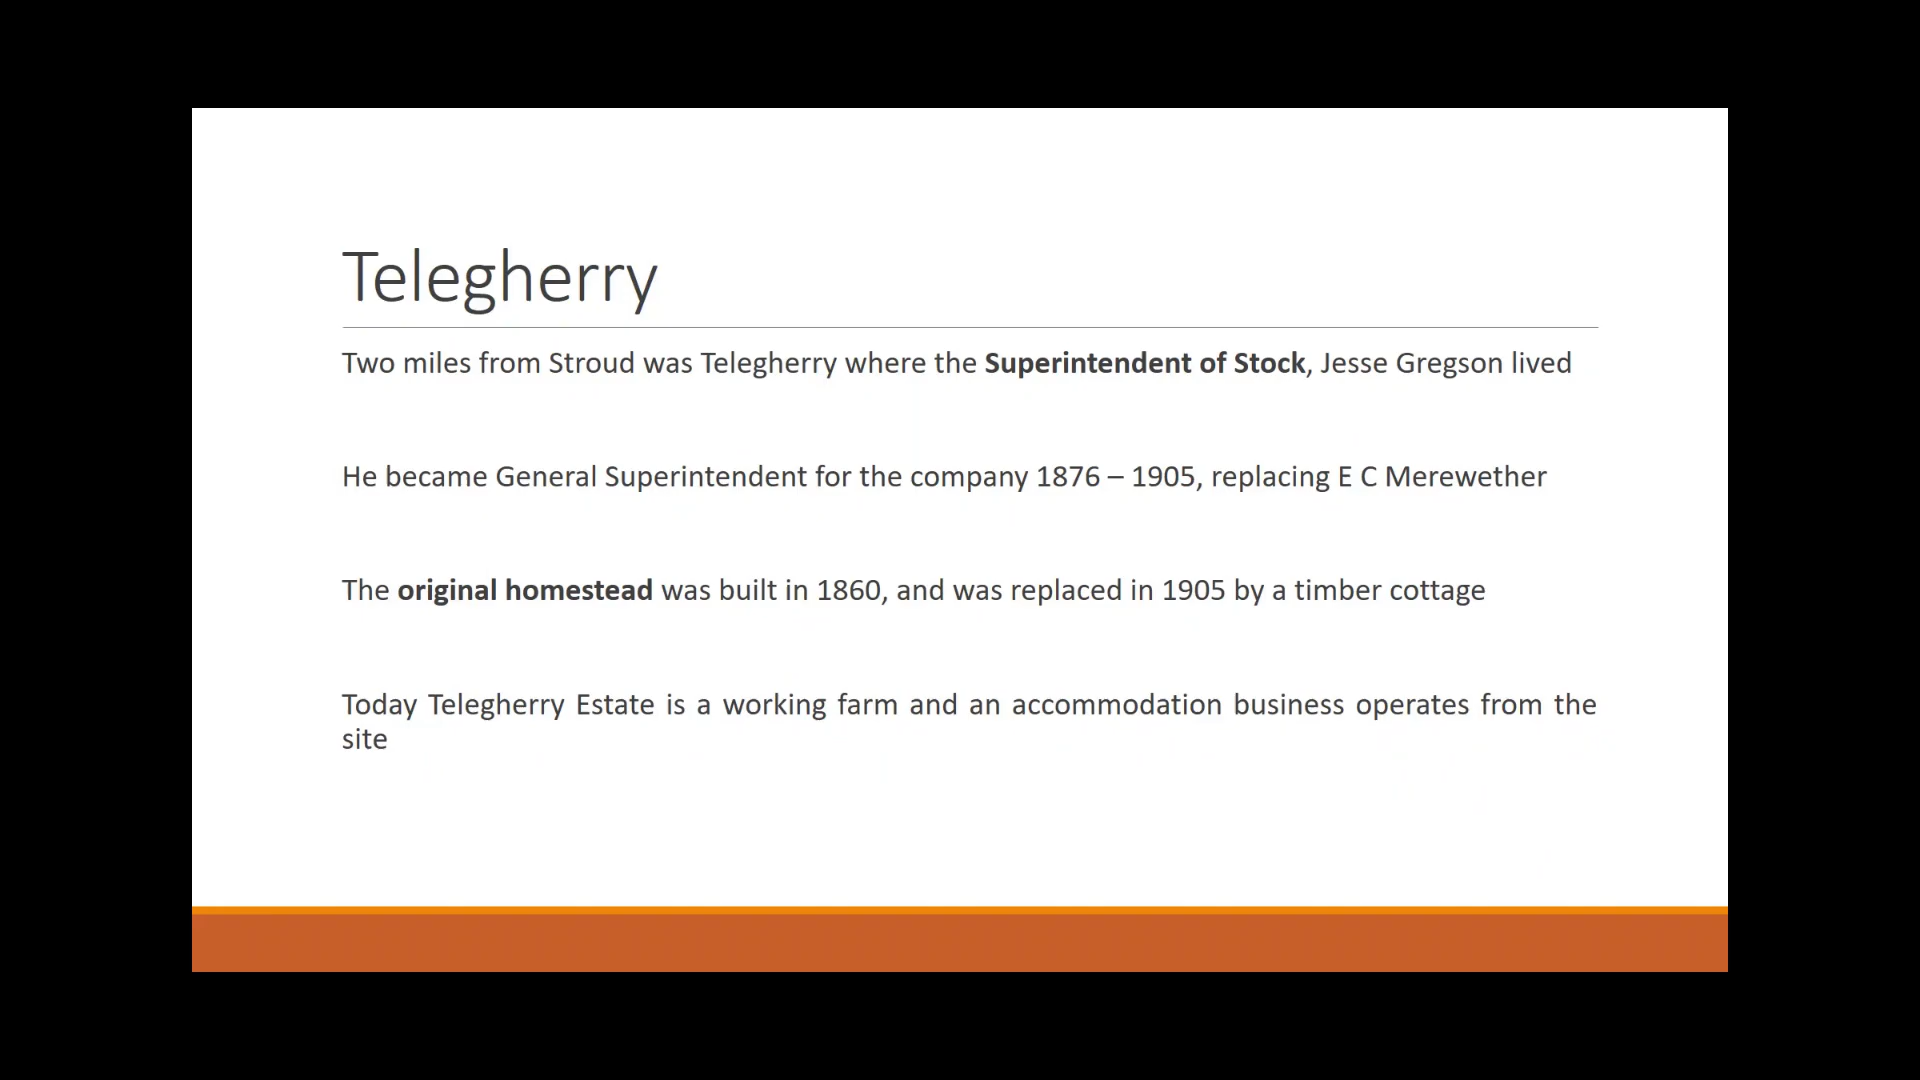 Telegherry
Two miles from Stroud was Telegherry where the Superintendent of Stock, Jesse Gregson lived
He became General Superintendent for the company 1876 – 1905, replacing E C Merewether
The original homestead was built in 1860, and was replaced in 1905 by a timber cottage
Today Telegherry Estate is a working farm and an accommodation business operates from the
site